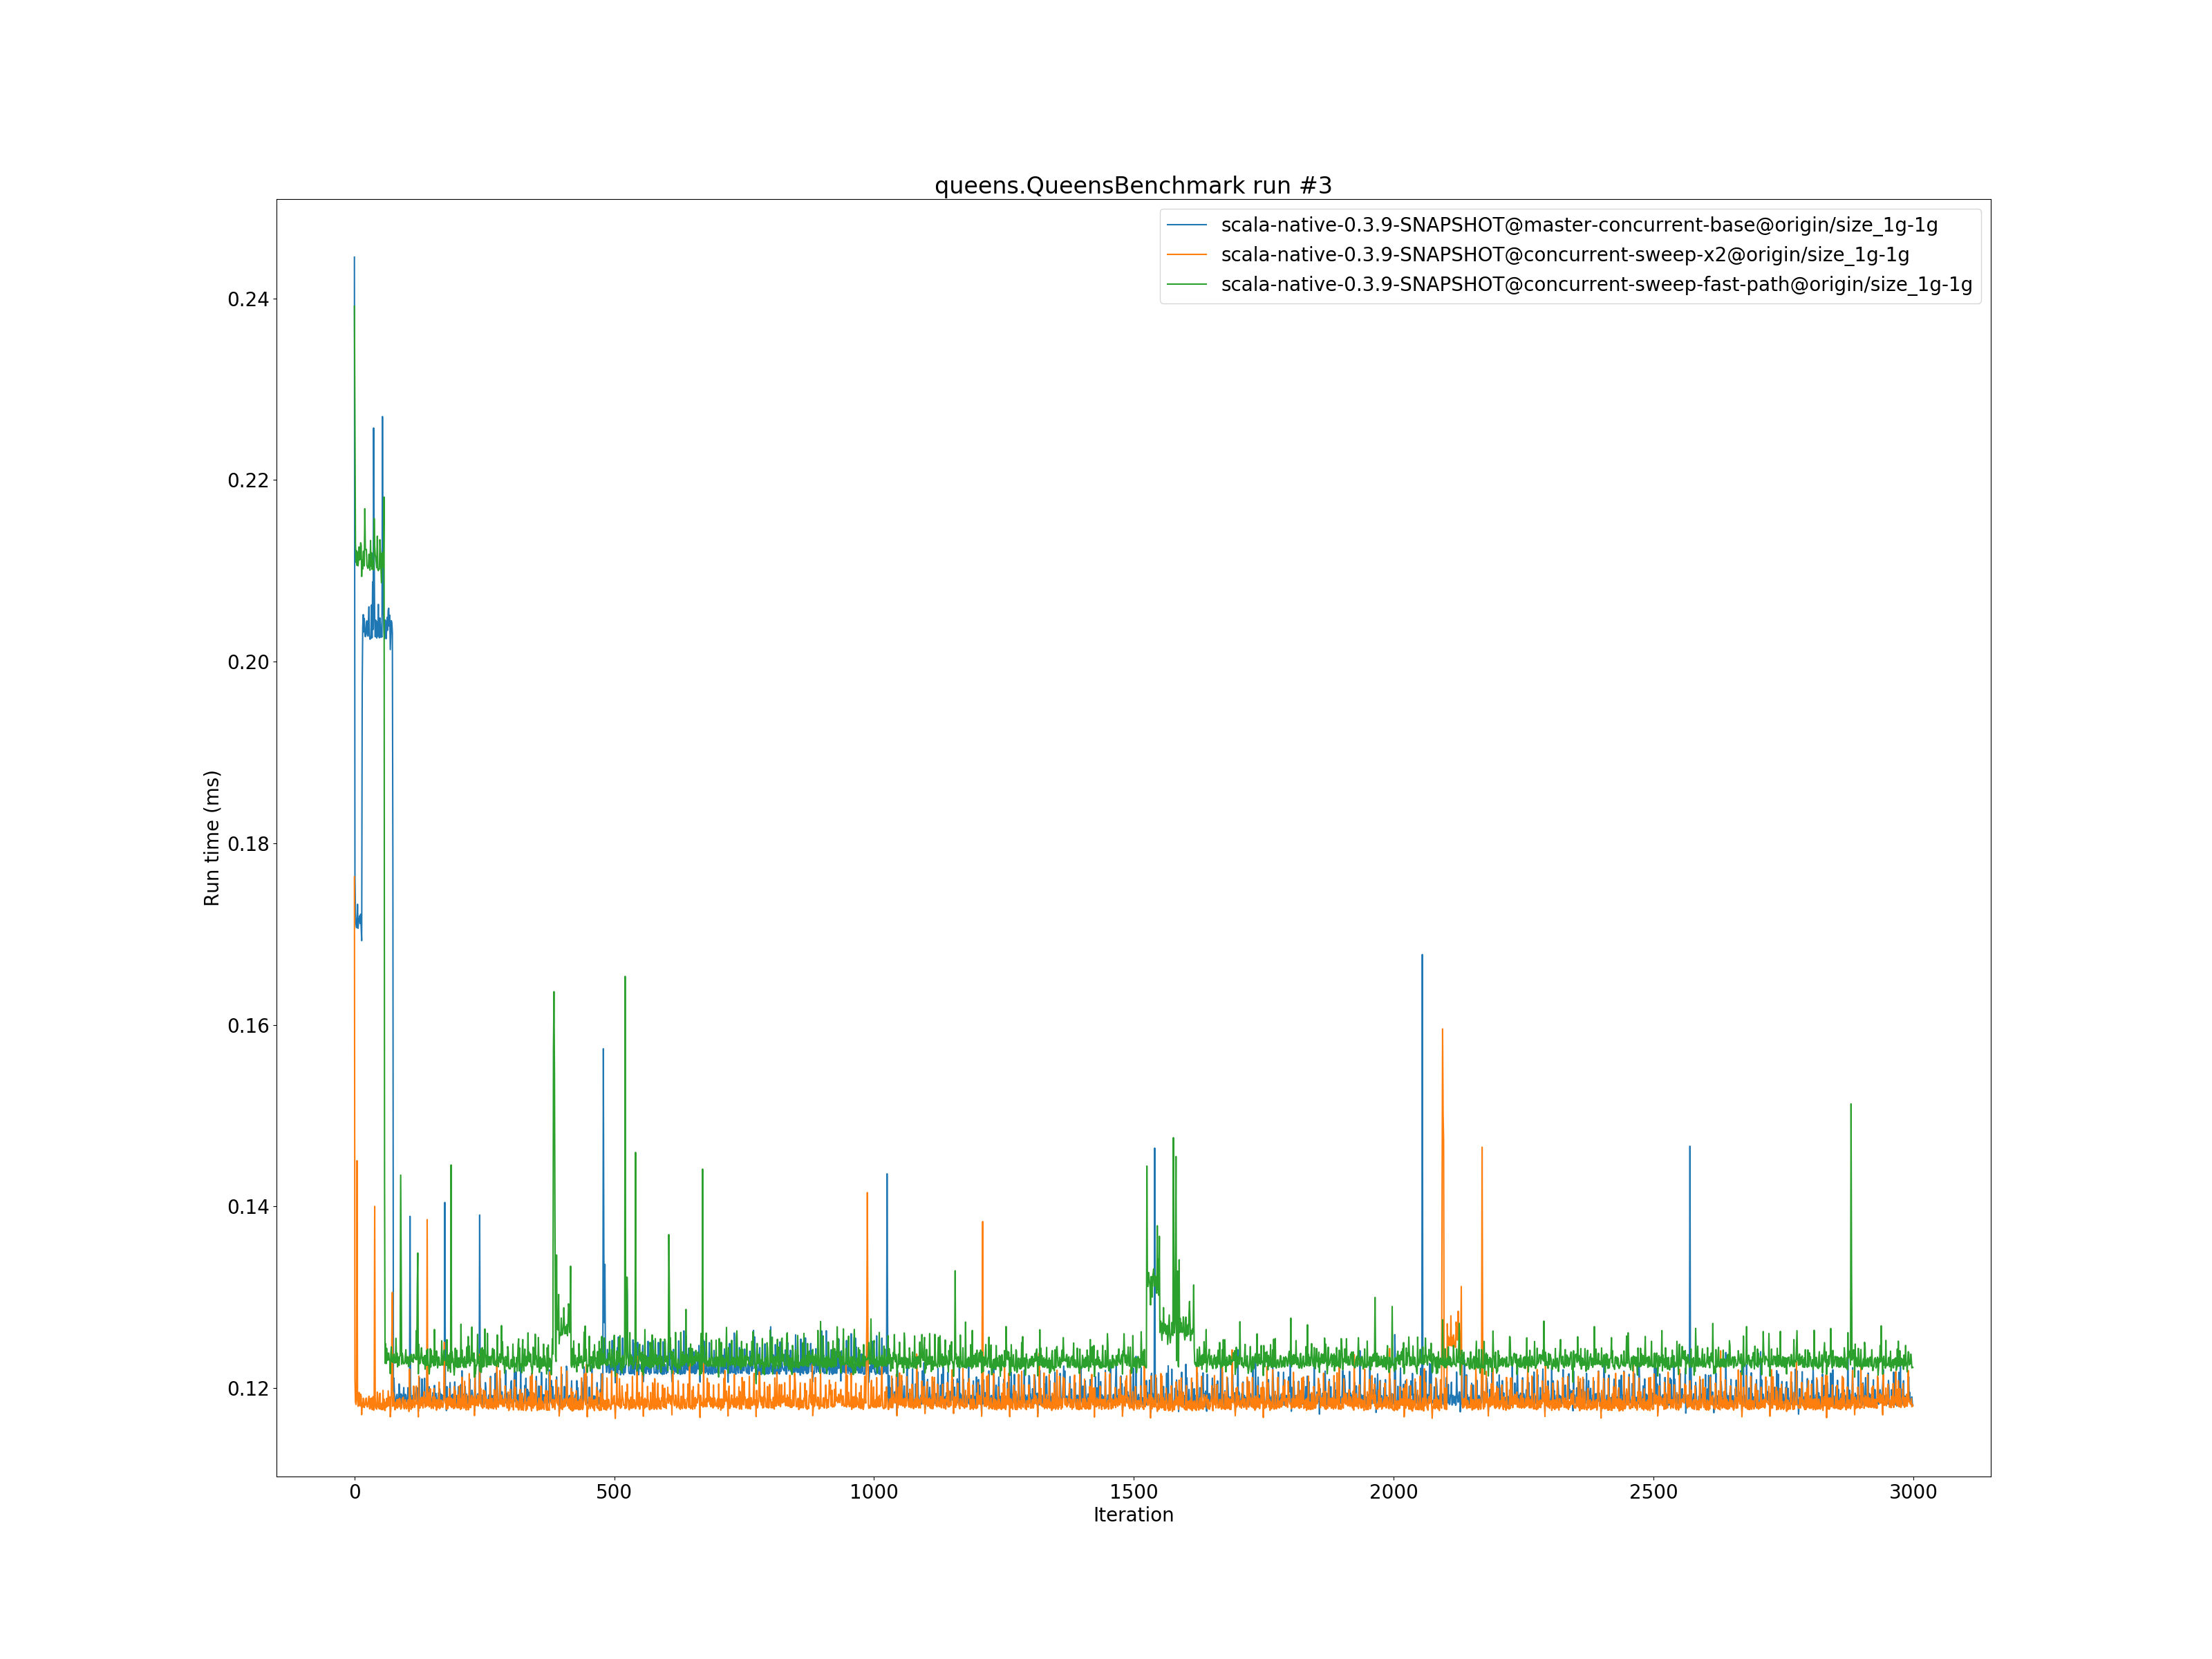 queens.QueensBenchmark run #3
scala-native-0.3.9-SNAPSHOT@master-concurrent-base@origin/size_1g-1g
scala-native-0.3.9-SNAPSHOT@concurrent-sweep-x2@origin/size_1g-1g
scala-native-0.3.9-SNAPSHOT@concurrent-sweep-fast-path@origin/size_1g-1g
0.24
0.22
0.20
0.18
0.16
0.14
0.12
Run time (ms)
0 500 1000 1500 2000 2500 3000
Iteration